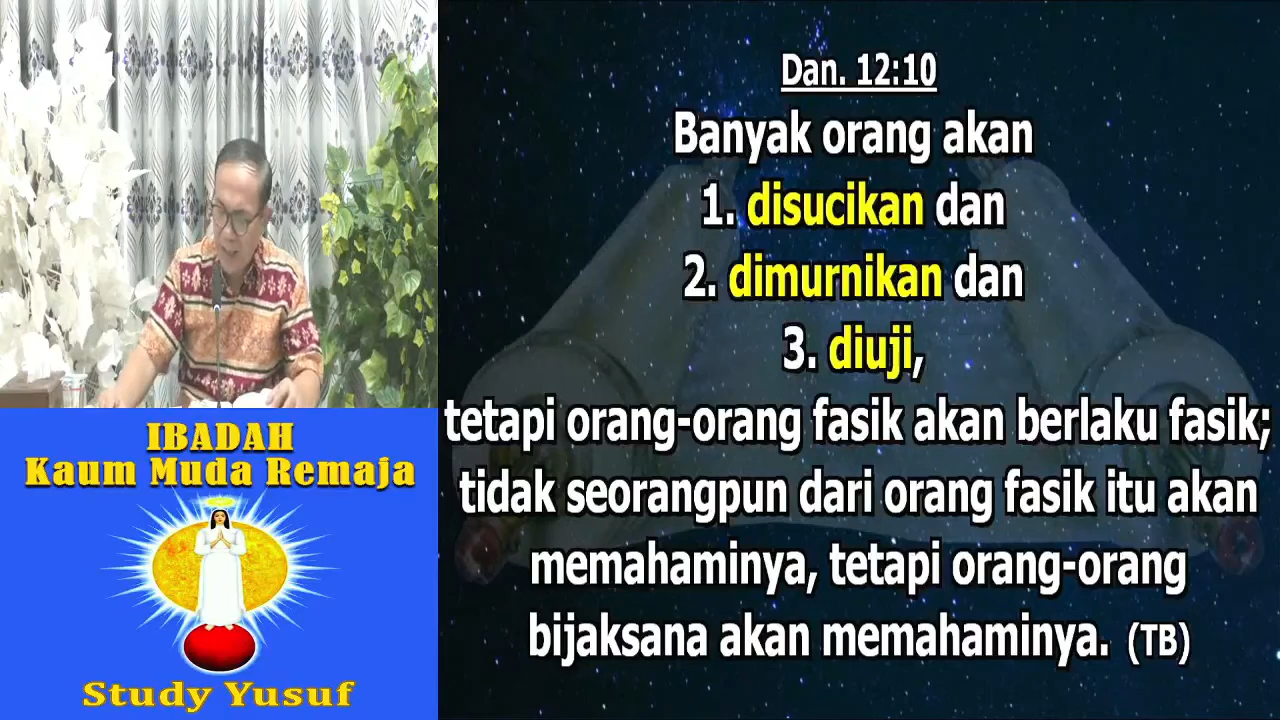 Dan. 12:10
Banyak orang akan
1. disucikan dan
2. dimurnikan dan
3. diuji,
tetapi orang-orang fasik akan berlaku fasik;
tidak seorangpun dari orang fasik itu akan
memahaminya, tetapi orang-orang
bijaksana akan memahaminya. (TB)
IBADAH
Kaum Muda Remaja
Study Yusuf